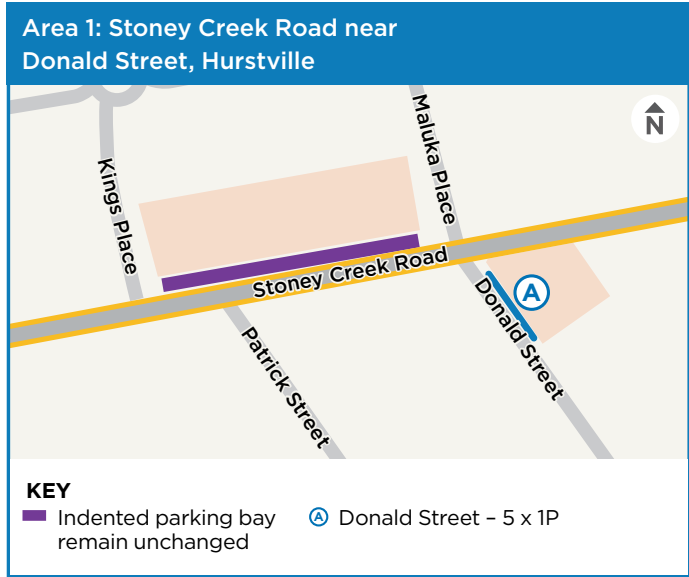 Area 1: Stoney Creek Road near
Donald Street, Hurstville
N
Maluka Place
Kings Place
Stoney Creek Road
A
Donald Street
Patrick Street
KEY
Indented parking bay
remain unchanged
A Donald Street – 5 x 1P